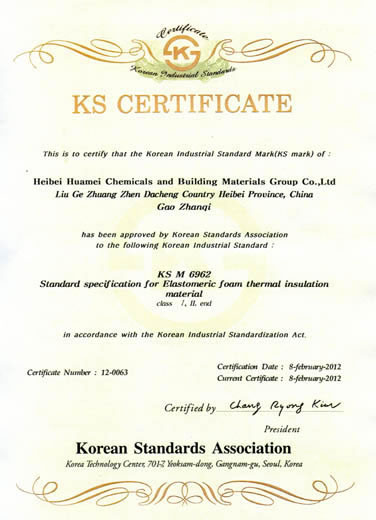 Certificate
KS
Korean Industrial Standards
KS CERTIFICATE
This is to certify that the Korean Industrial Standard Mark(KS mark) of :
Heibei Huamei Chemicals and Building Materials Group Co.,Ltd
Liu Ge Zhuang Zhen Dacheng Country Heibei Province, China
Gao Zhanqi
has been approved by Korean Standards Association
to the following Korean Industrial Standard :
KS M 6962
Standard specification for Elastomeric foam thermal insulation
material
class I, II. end
in accordance with the Korean Industrial Standardization Act.
Certification Date : 8-february-2012
Certificate Number : 12-0063
Current Certificate : 8-february-2012
Certified by Chang Ryong Kim
President
Korean Standards Association
Korea Technology Center, 701-7, Yeoksam-dong, Gangnam-gu, Seoul, Korea